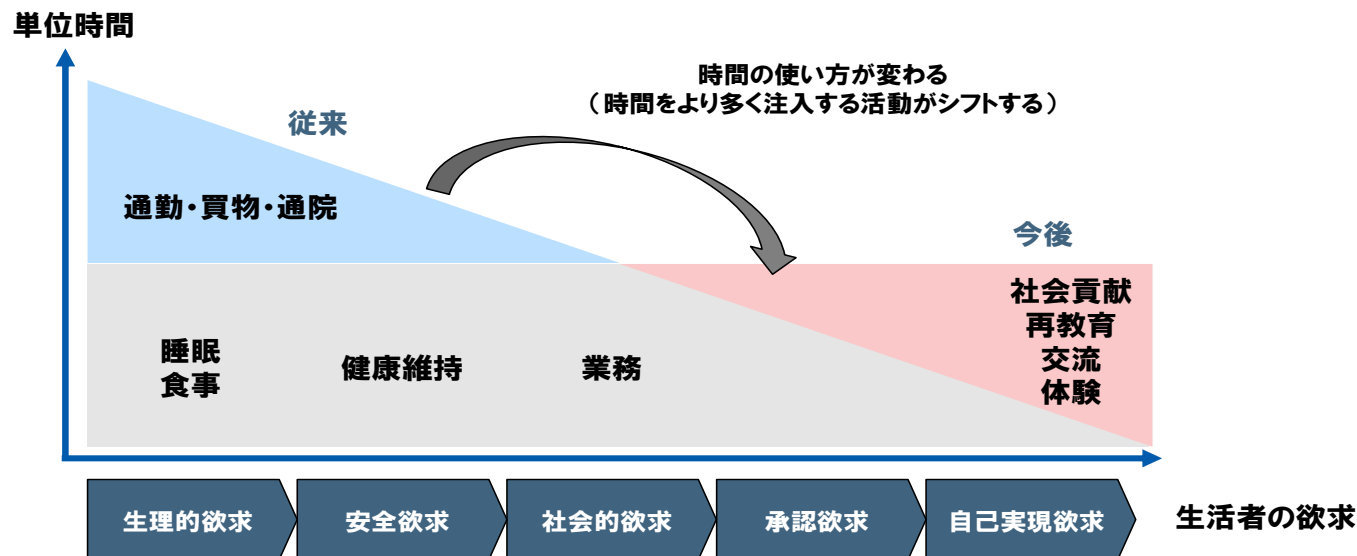 単位時間
時間の使い方が変わる
（時間をより多く注入する活動がシフトする）
従来
通勤・買物・通院
今後
社会貢献
再教育
交流
体験
睡眠
食事
健康維持
業務
生理的欲求
安全欲求
社会的欲求
承認欲求
自己実現欲求
生活者の欲求